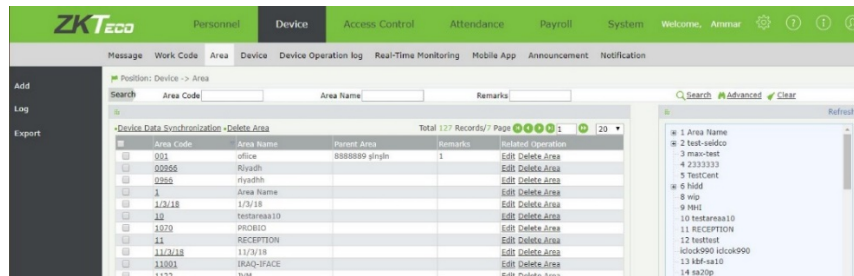 ZKTECO Personnel Device Access Control Attendance Payroll System Welcome, Ammar
Message Work Code Area Device Device Operation log Real-Time Monitoring Mobile App Announcement Notification
Add
Log
Export
Position: Device -> Area
Search Area Code Area Name Remarks Search Advanced Clear
Refresh
Device Data Synchronization Delete Area Total 127 Records/7 Page 1 20
Area Code Area Name Parent Area Remarks Related Operation
001 ofiice 1 Edit Delete Area
00966 Riyadh Edit Delete Area
0966 riyadhh Edit Delete Area
1 Area Name Edit Delete Area
1/3/18 1/3/18 Edit Delete Area
10 testareaa10 Edit Delete Area
1070 PROBIO Edit Delete Area
11 RECEPTION Edit Delete Area
11/3/18 11/3/18 Edit Delete Area
11001 IRAQ-IFACE Edit Delete Area
1 Area Name
2 test-seidco
3 max-test
4 2333333
5 TestCent
6 hidd
8 wip
9 MHI
10 testareaa10
11 RECEPTION
12 testtest
iclock990 iclcok990
13 kbf-sa10
14 sa20p